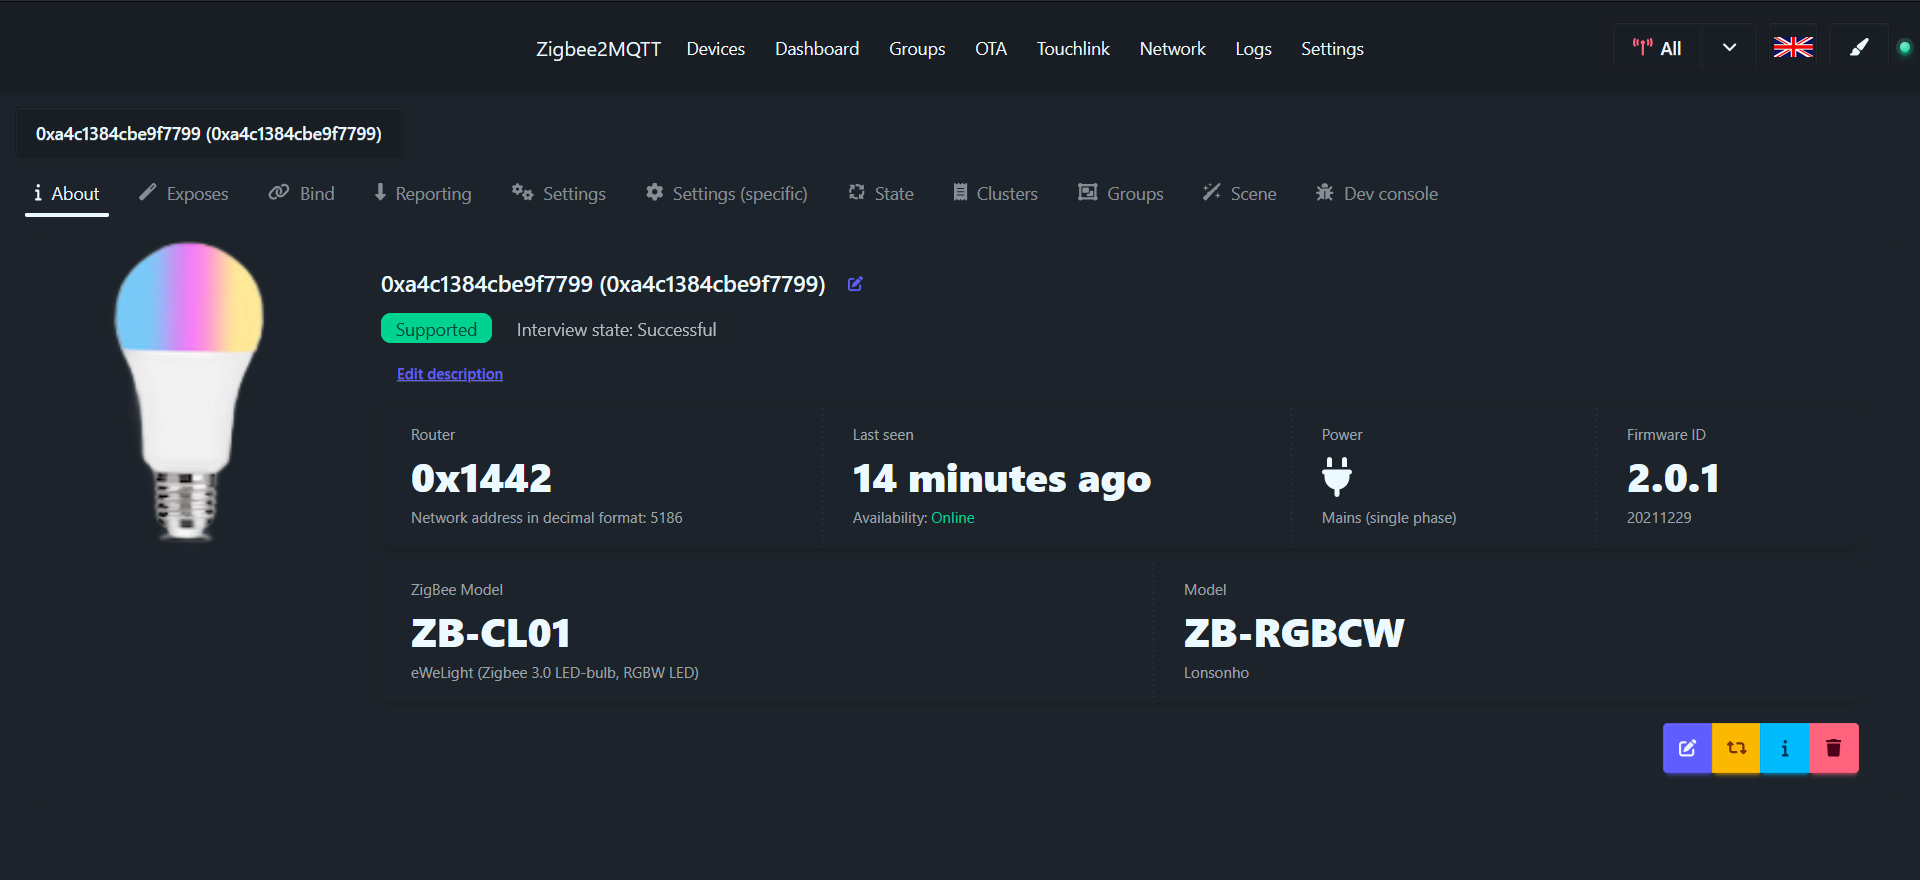 Zigbee2MQTT Devices Dashboard Groups OTA Touchlink Network Logs Settings All
0xa4c1384cbe9f7799 (0xa4c1384cbe9f7799)
About Exposes Bind Reporting Settings Settings (specific) State Clusters Groups Scene Dev console
0xa4c1384cbe9f7799 (0xa4c1384cbe9f7799)
Supported Interview state: Successful
Edit description
Router
0x1442
Network address in decimal format: 5186
Last seen
14 minutes ago
Availability: Online
Power
Mains (single phase)
Firmware ID
2.0.1
20211229
ZigBee Model
ZB-CL01
eWeLight (Zigbee 3.0 LED-bulb, RGBW LED)
Model
ZB-RGBCW
Lonsonho